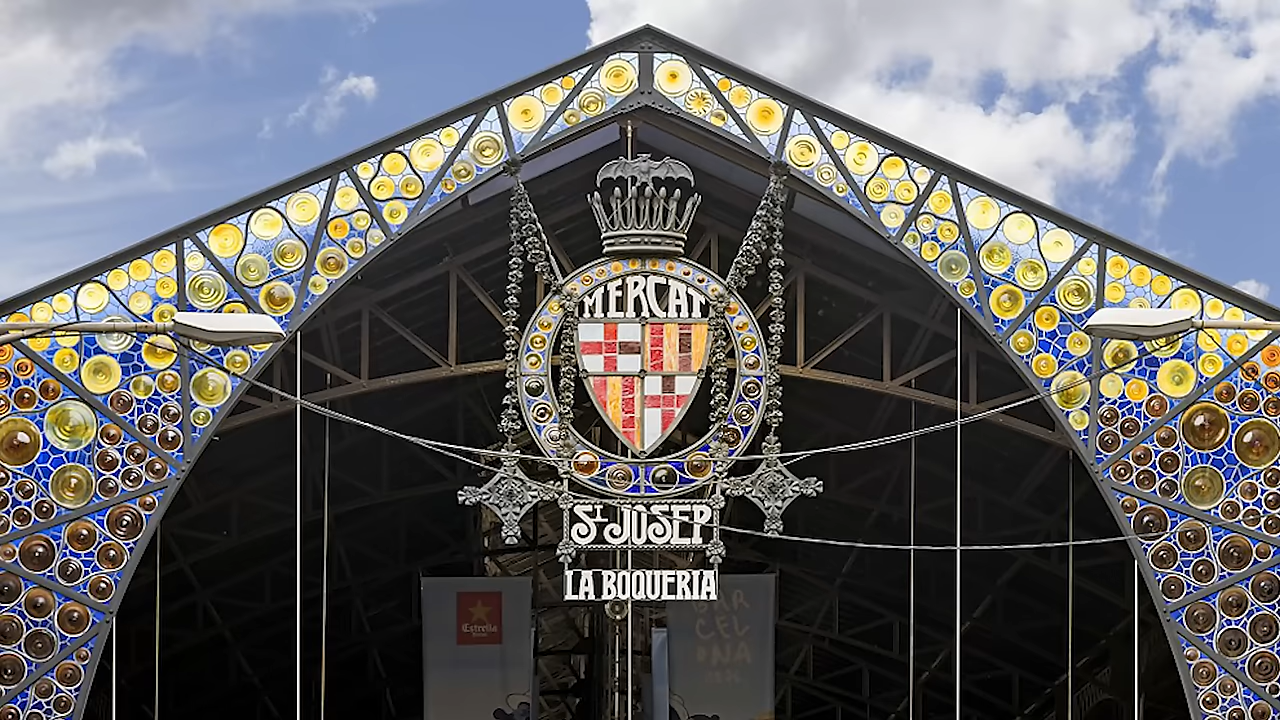 MERCAT
St JOSEP
LA BOQUERIA
Estrella
BAR
CEL
ONA